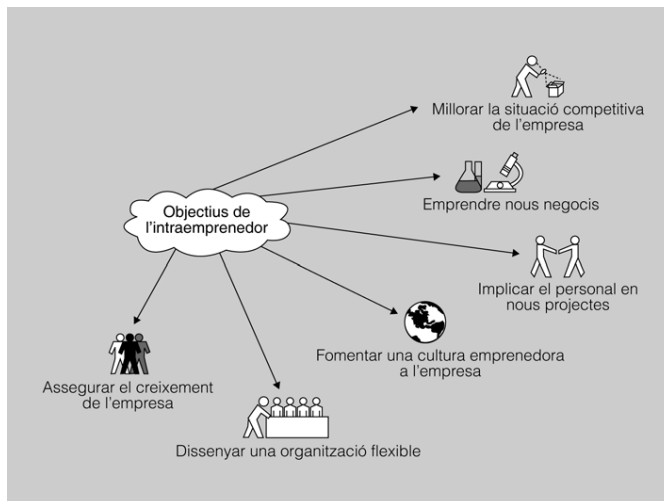 Millorar la situació competitiva
de l'empresa
Emprendre nous negocis
Objectius de
l'intraemprenedor
Implicar el personal en
nous projectes
Fomentar una cultura emprenedora
a l'empresa
Assegurar el creixement
de l'empresa
Dissenyar una organització flexible